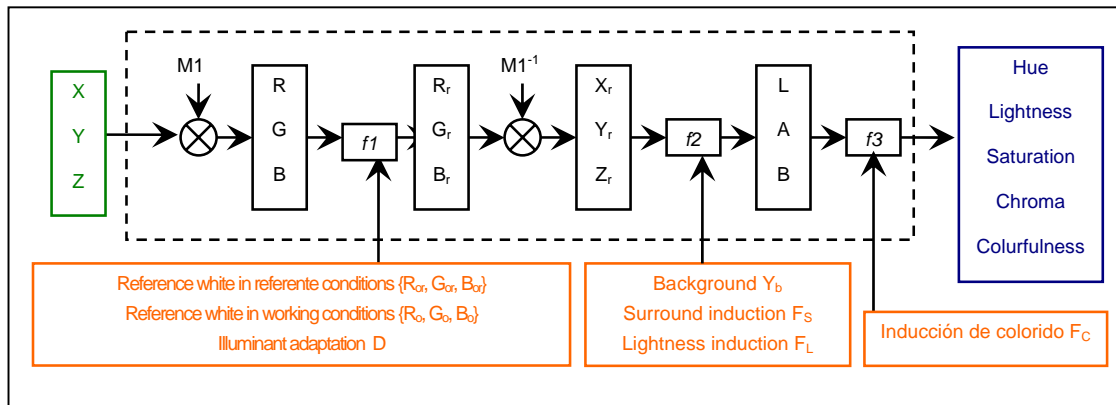 X
Y
Z
M1
R
G
B
f1
Rr
Gr
Br
M1-1
Xr
Yr
Zr
f2
L
A
B
f3
Hue
Lightness
Saturation
Chroma
Colurfulness
Reference white in referente conditions {Ror, Gor, Bor}
Reference white in working conditions {Ro, Go, Bo}
Illuminant adaptation D
Background Yb
Surround induction FS
Lightness induction FL
Inducción de colorido FC